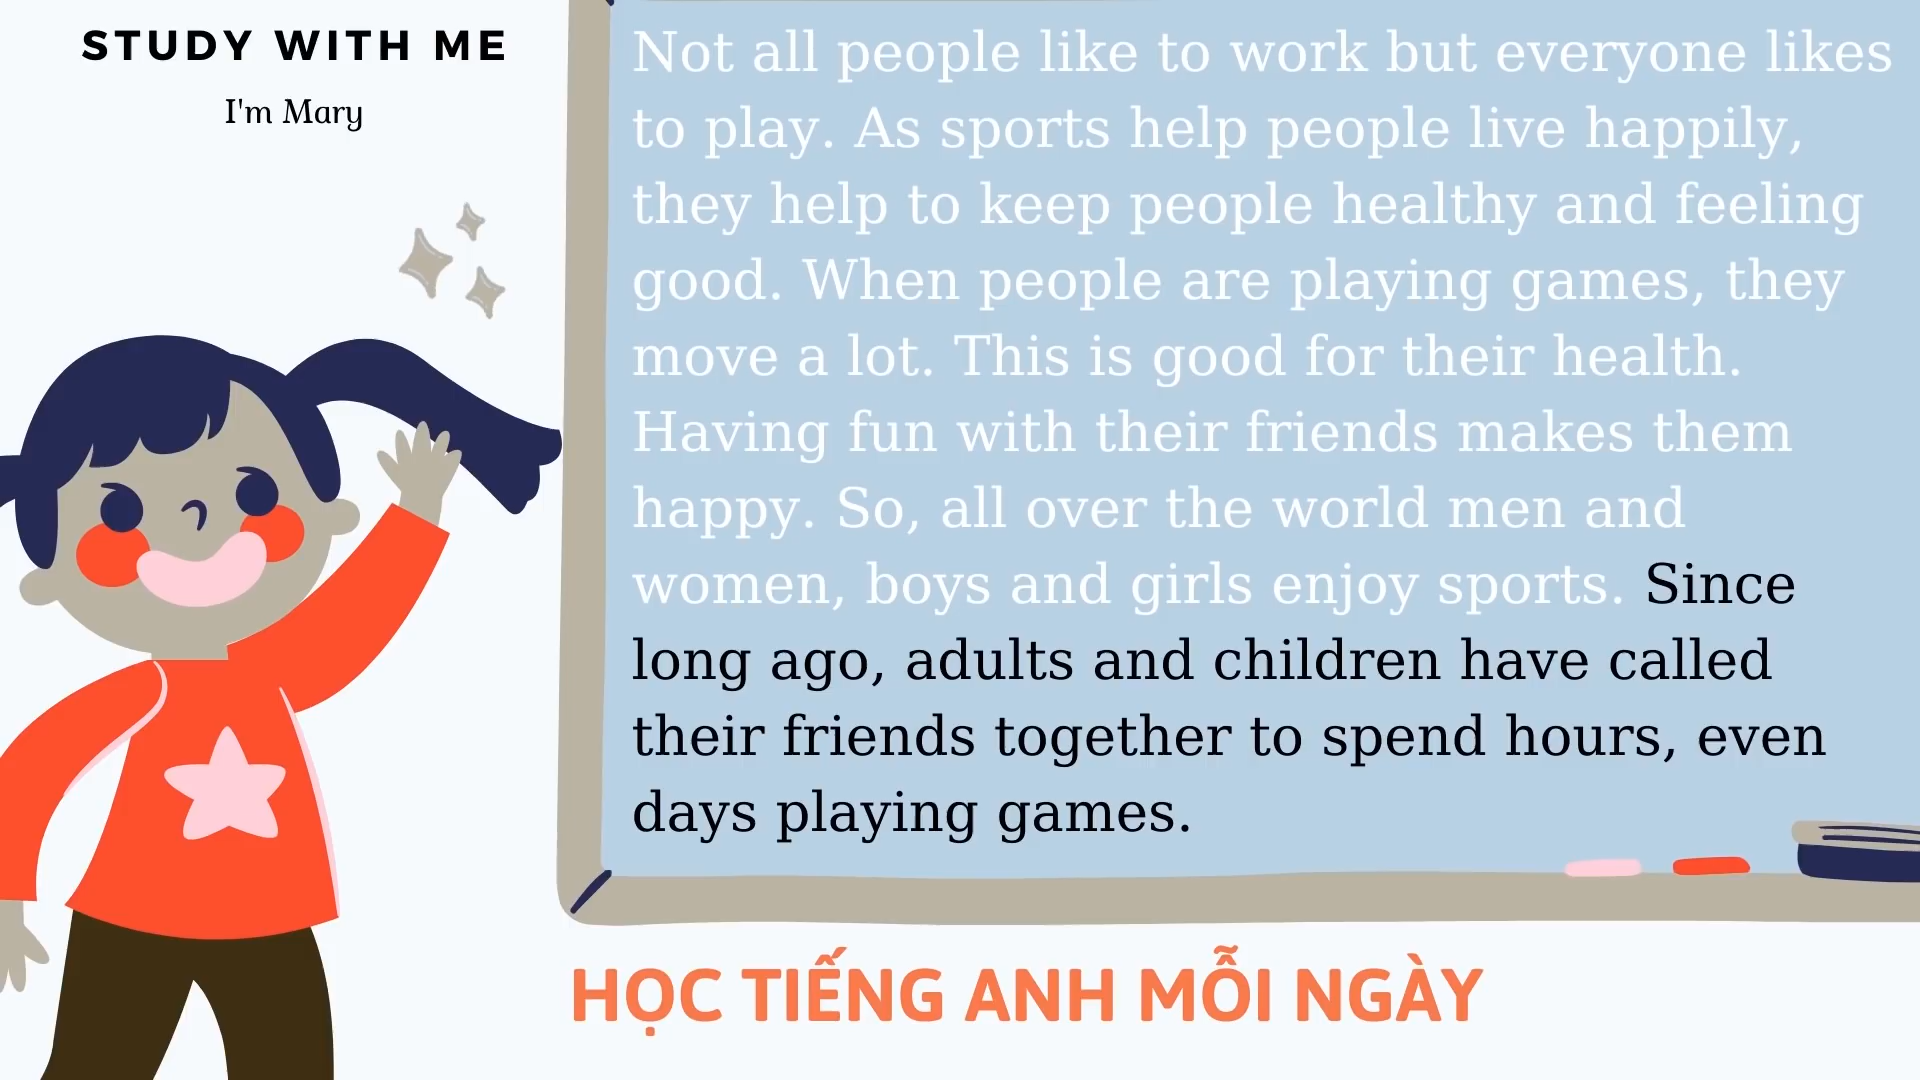 STUDY WITH ME
I'm Mary
Not all people like to work but everyone likes
to play. As sports help people live happily,
they help to keep people healthy and feeling
good. When people are playing games, they
move a lot. This is good for their health.
Having fun with their friends makes them
happy. So, all over the world men and
women, boys and girls enjoy sports. Since
long ago, adults and children have called
their friends together to spend hours, even
days playing games.
HỌC TIẾNG ANH MỖI NGÀY